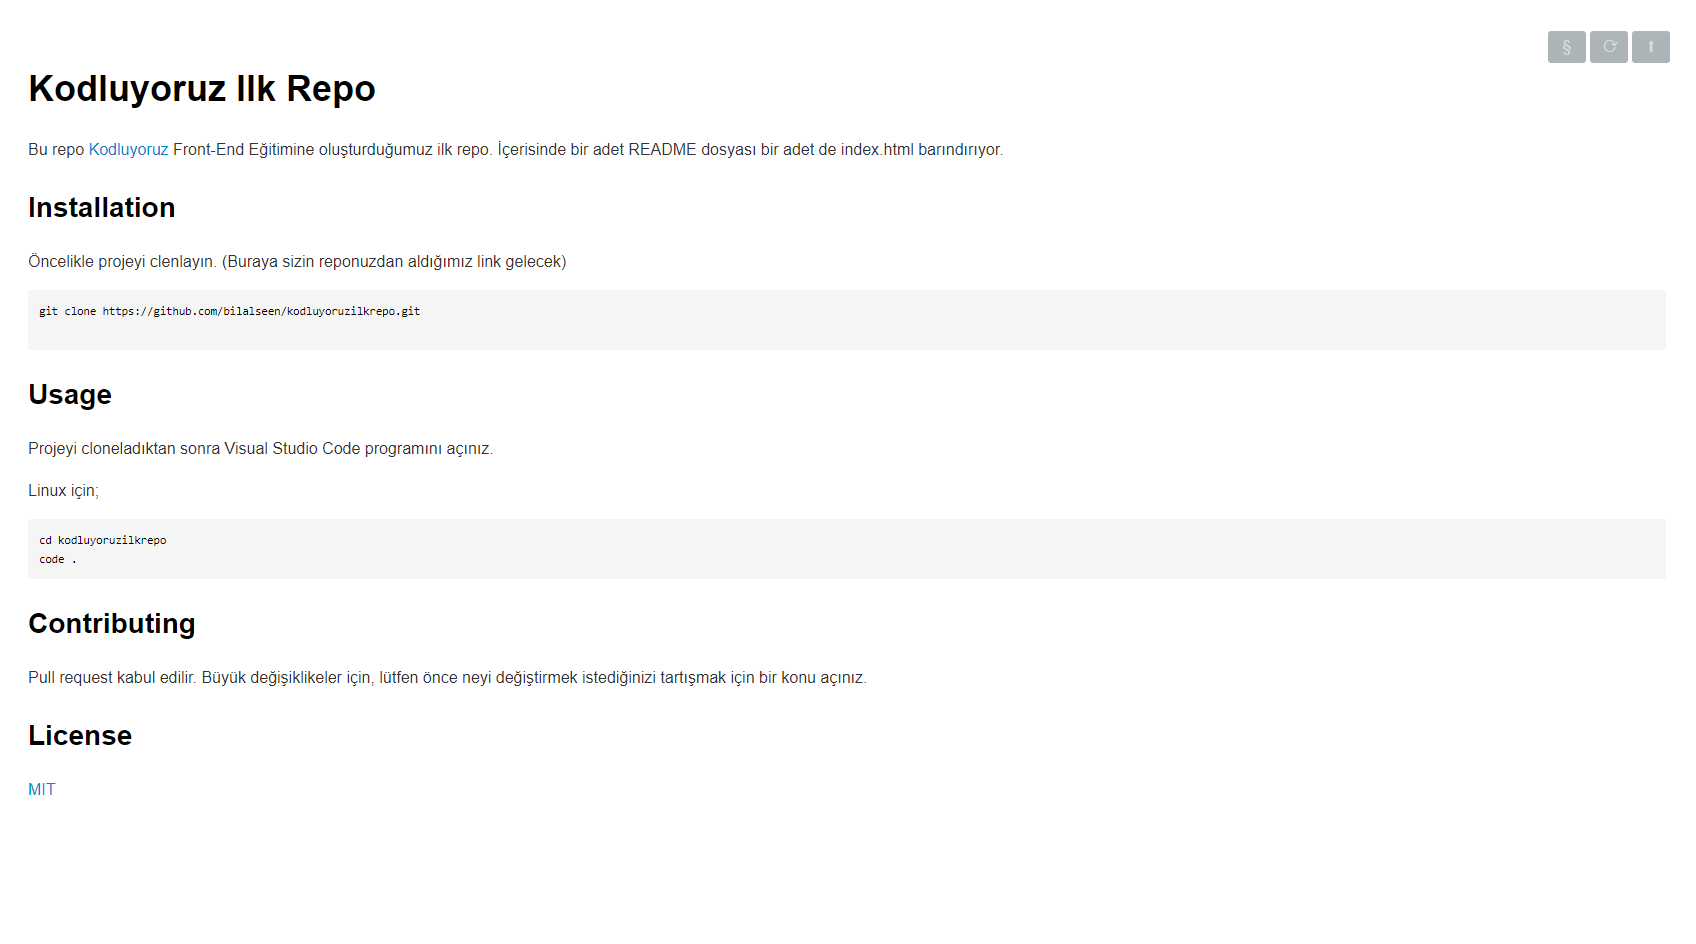 § ⟳ ⬆
Kodluyoruz Ilk Repo
Bu repo Kodluyoruz Front-End Eğitimine oluşturduğumuz ilk repo. İçerisinde bir adet README dosyası bir adet de index.html barındırıyor.
Installation
Öncelikle projeyi clenlayın. (Buraya sizin reponuzdan aldığımız link gelecek)
git clone https://github.com/bilalseen/kodluyoruzilkrepo.git
Usage
Projeyi cloneladıktan sonra Visual Studio Code programını açınız.
Linux için;
cd kodluyoruzilkrepo
code .
Contributing
Pull request kabul edilir. Büyük değişiklikeler için, lütfen önce neyi değiştirmek istediğinizi tartışmak için bir konu açınız.
License
MIT